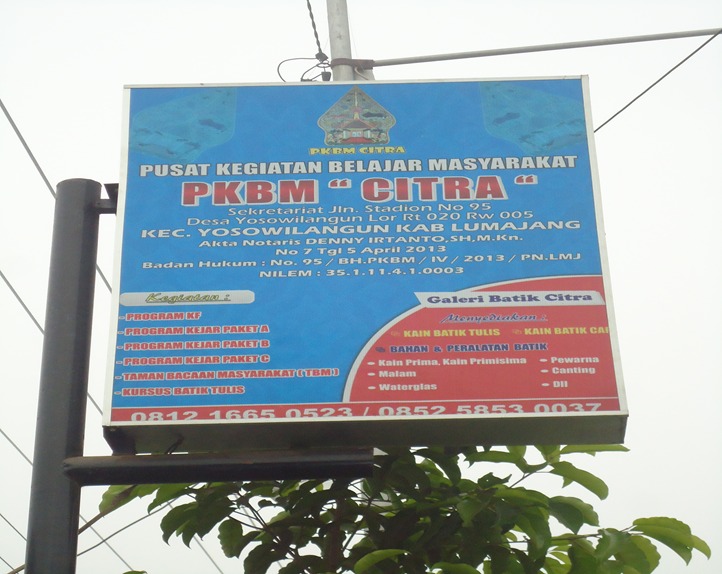 PKBM CITRA
PUSAT KEGIATAN BELAJAR MASYARAKAT
PKBM " CITRA "
Sekretariat Jln. Stadion No 95
Desa Yosowilangun Lor Rt 020 Rw 005
KEC. YOSOWILANGUN KAB LUMAJANG
Akta Notaris DENNY IRTANTO,SH,M.Kn.
No 7 Tgl 5 April 2013
Badan Hukum : No. 95 / BH.PKBM / IV / 2013 / PN.LMJ
NILEM : 35.1.11.4.1.0003
Kegiatan :
- PROGRAM KF
- PROGRAM KEJAR PAKET A
- PROGRAM KEJAR PAKET B
- PROGRAM KEJAR PAKET C
- TAMAN BACAAN MASYARAKAT ( TBM )
- KURSUS BATIK TULIS
Galeri Batik Citra
Menyediakan :
KAIN BATIK TULIS
KAIN BATIK CAP
BAHAN & PERALATAN BATIK
- Kain Prima, Kain Primisima
- Malam
- Waterglas
- Pewarna
- Canting
- Dll
0812 1665 0523 / 0852 5853 0037